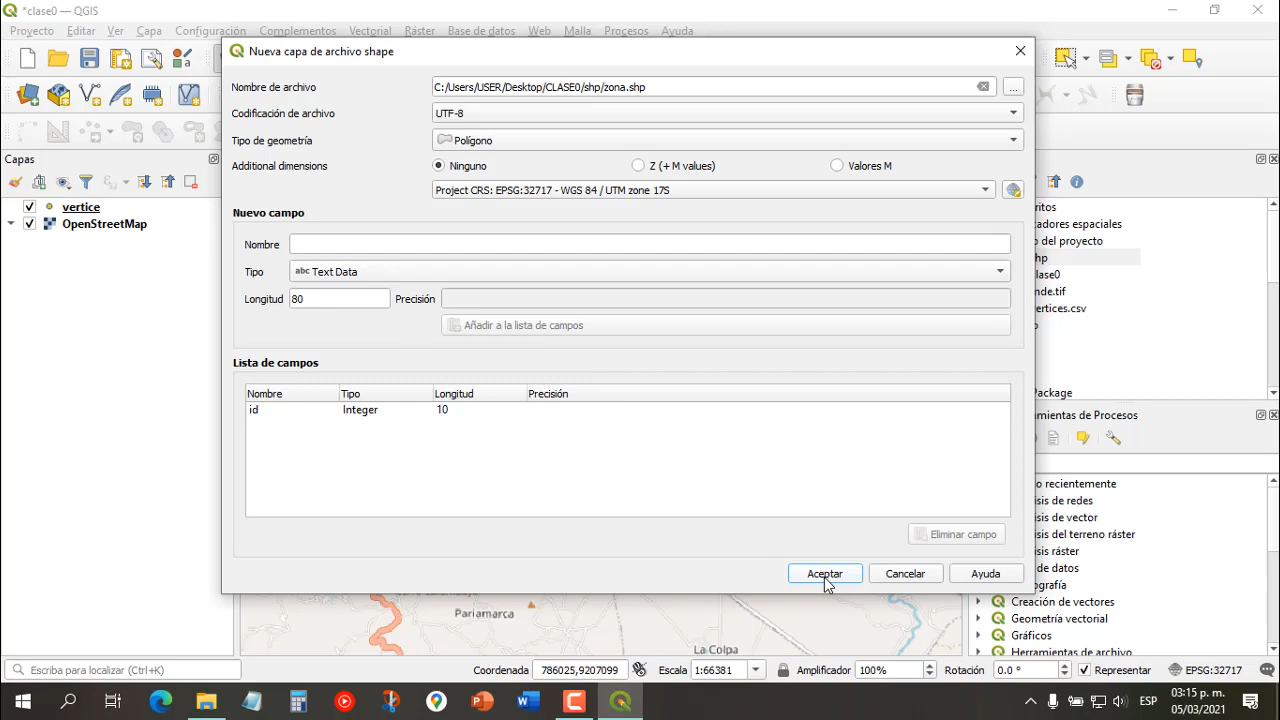 *clase0 — QGIS
Proyecto Editar Ver Capa Configuración Complementos Vectorial Ráster Base de datos Web Malla Procesos Ayuda
Nueva capa de archivo shape
Nombre de archivo C:/Users/USER/Desktop/CLASE0/shp/zona.shp ...
Codificación de archivo UTF-8
Tipo de geometría Polígono
Additional dimensions Ninguno Z (+ M values) Valores M
Project CRS: EPSG:32717 - WGS 84 / UTM zone 17S
Nuevo campo
Nombre
Tipo abc Text Data
Longitud 80 Precisión
Añadir a la lista de campos
Lista de campos
Nombre Tipo Longitud Precisión
id Integer 10
Eliminar campo
Aceptar Cancelar Ayuda
Capas
vertice
OpenStreetMap
ritos
adores espaciales
o del proyecto
hp
lase0
nde.tif
ertices.csv
Package
mientas de Procesos
o recientemente
isis de redes
isis de vector
isis del terreno ráster
isis ráster
de datos
ografía
Creación de vectores
Geometría vectorial
Gráficos
Herramientas de archivo
Pariamarca
La Colpa
Escriba para localizar (Ctrl+K) Coordenada 786025,9207099 Escala 1:66381 Amplificador 100% Rotación 0.0 ° Representar EPSG:32717
ESP 03:15 p. m.
05/03/2021